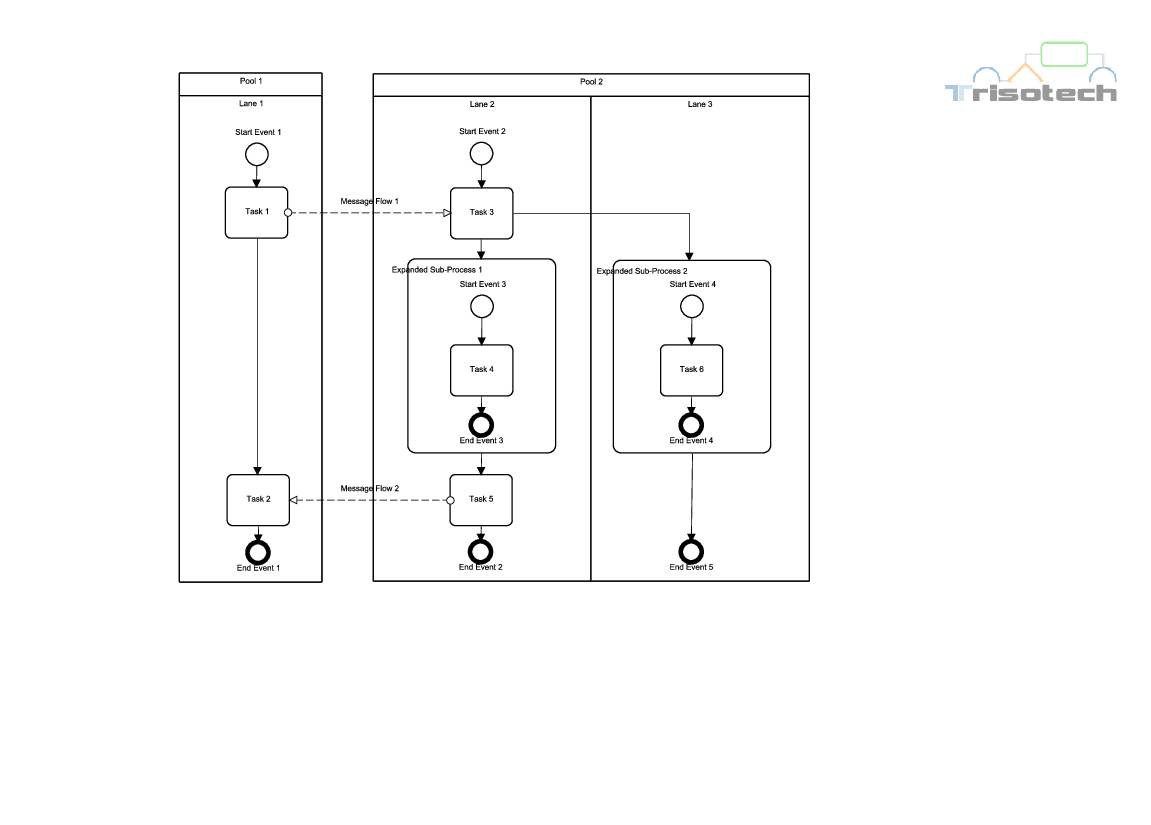 Trisotech
Pool 1
Pool 2
Lane 1
Lane 2
Lane 3
Start Event 1
Start Event 2
Task 1
Message Flow 1
Task 3
Expanded Sub-Process 1
Expanded Sub-Process 2
Start Event 3
Start Event 4
Task 4
Task 6
End Event 3
End Event 4
Task 2
Message Flow 2
Task 5
End Event 1
End Event 2
End Event 5